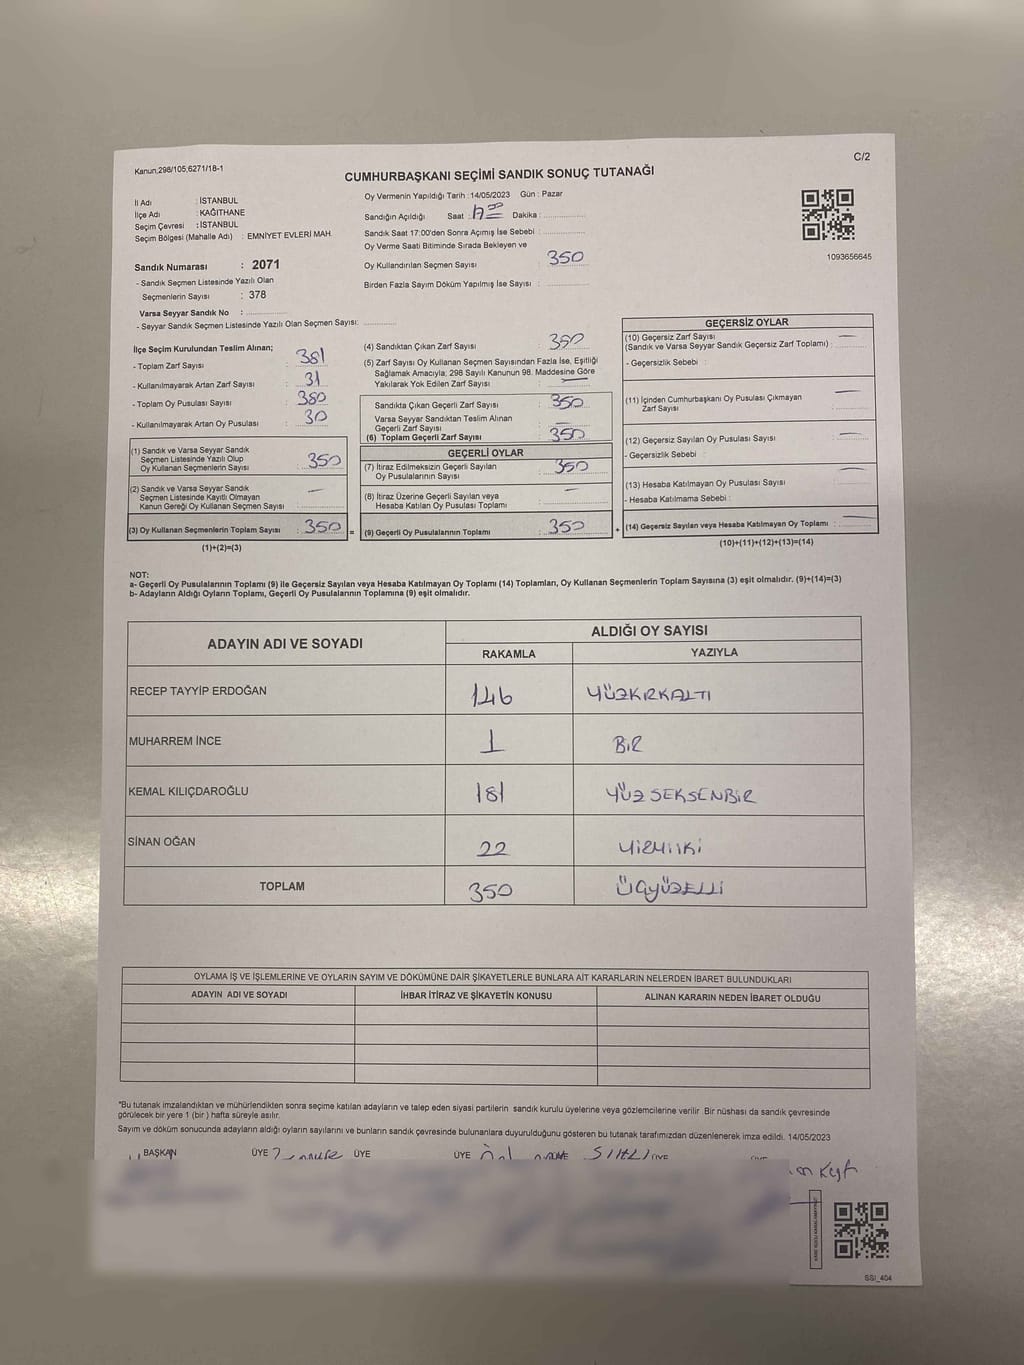 Kanun,298/105,6271/18-1
C/2
CUMHURBAŞKANI SEÇİMİ SANDIK SONUÇ TUTANAĞI
İl Adı : İSTANBUL
İlçe Adı : KAĞITHANE
Seçim Çevresi : İSTANBUL
Seçim Bölgesi (Mahalle Adı) : EMNİYET EVLERİ MAH.
Sandık Numarası : 2071
- Sandık Seçmen Listesinde Yazılı Olan
Seçmenlerin Sayısı : 378
Varsa Seyyar Sandık No :
- Seyyar Sandık Seçmen Listesinde Yazılı Olan Seçmen Sayısı:
Oy Vermenin Yapıldığı Tarih : 14/05/2023 Gün : Pazar
Sandığın Açıldığı Saat : 17 00 Dakika :
Sandık Saat 17:00'den Sonra Açımış İse Sebebi :
Oy Verme Saati Bitiminde Sırada Bekleyen ve
Oy Kullandırılan Seçmen Sayısı : 350
Birden Fazla Sayım Döküm Yapılmış İse Sayısı :
1093656645
İlçe Seçim Kurulundan Teslim Alınan;
- Toplam Zarf Sayısı : 381
- Kullanılmayarak Artan Zarf Sayısı : 31
- Toplam Oy Pusulası Sayısı : 380
- Kullanılmayarak Artan Oy Pusulası : 30
(1) Sandık ve Varsa Seyyar Sandık
Seçmen Listesinde Yazılı Olup
Oy Kullanan Seçmenlerin Sayısı : 350
(2) Sandık ve Varsa Seyyar Sandık
Seçmen Listesinde Kayıtlı Olmayan
Kanun Gereği Oy Kullanan Seçmen Sayısı : —
(3) Oy Kullanan Seçmenlerin Toplam Sayısı : 350 =
(1)+(2)=(3)
(4) Sandıktan Çıkan Zarf Sayısı : 350
(5) Zarf Sayısı Oy Kullanan Seçmen Sayısından Fazla İse, Eşitliği
Sağlamak Amacıyla; 298 Sayılı Kanunun 98. Maddesine Göre
Yakılarak Yok Edilen Zarf Sayısı : —
Sandıkta Çıkan Geçerli Zarf Sayısı : 350
Varsa Seyyar Sandıktan Teslim Alınan
Geçerli Zarf Sayısı : —
(6) Toplam Geçerli Zarf Sayısı : 350
GEÇERLİ OYLAR
(7) İtiraz Edilmeksizin Geçerli Sayılan
Oy Pusulalarının Sayısı : 350
(8) İtiraz Üzerine Geçerli Sayılan veya
Hesaba Katılan Oy Pusulası Toplamı : —
(9) Geçerli Oy Pusulalarının Toplamı : 350 +
GEÇERSİZ OYLAR
(10) Geçersiz Zarf Sayısı
(Sandık ve Varsa Seyyar Sandık Geçersiz Zarf Toplamı) : —
- Geçersizlik Sebebi :
(11) İçinden Cumhurbaşkanı Oy Pusulası Çıkmayan
Zarf Sayısı : —
(12) Geçersiz Sayılan Oy Pusulası Sayısı : —
- Geçersizlik Sebebi :
(13) Hesaba Katılmayan Oy Pusulası Sayısı : —
- Hesaba Katılmama Sebebi :
(14) Geçersiz Sayılan veya Hesaba Katılmayan Oy Toplamı : —
(10)+(11)+(12)+(13)=(14)
NOT:
a- Geçerli Oy Pusulalarının Toplamı (9) ile Geçersiz Sayılan veya Hesaba Katılmayan Oy Toplamı (14) Toplamları, Oy Kullanan Seçmenlerin Toplam Sayısına (3) eşit olmalıdır. (9)+(14)=(3)
b- Adayların Aldığı Oyların Toplamı, Geçerli Oy Pusulalarının Toplamına (9) eşit olmalıdır.
ADAYIN ADI VE SOYADI
ALDIĞI OY SAYISI
RAKAMLA YAZIYLA
RECEP TAYYİP ERDOĞAN 146 YÜZKIRKALTI
MUHARREM İNCE 1 BİR
KEMAL KILIÇDAROĞLU 181 YÜZ SEKSENBİR
SİNAN OĞAN 22 YİRMİİKİ
TOPLAM 350 ÜÇYÜZELLİ
OYLAMA İŞ VE İŞLEMLERİNE VE OYLARIN SAYIM VE DÖKÜMÜNE DAİR ŞİKAYETLERLE BUNLARA AİT KARARLARIN NELERDEN İBARET BULUNDUKLARI
ADAYIN ADI VE SOYADI İHBAR İTİRAZ VE ŞİKAYETİN KONUSU ALINAN KARARIN NEDEN İBARET OLDUĞU
*Bu tutanak imzalandıktan ve mühürlendikten sonra seçime katılan adayların ve talep eden siyasi partilerin sandık kurulu üyelerine veya gözlemcilerine verilir. Bir nüshası da sandık çevresinde
görülecek bir yere 1 (bir) hafta süreyle asılır.
Sayım ve döküm sonucunda adayların aldığı oyların sayılarını ve bunların sandık çevresinde bulunanlara duyurulduğunu gösteren bu tutanak tarafımızdan düzenlenerek imza edildi. 14/05/2023
BAŞKAN ÜYE ÜYE ÜYE
SSI_404